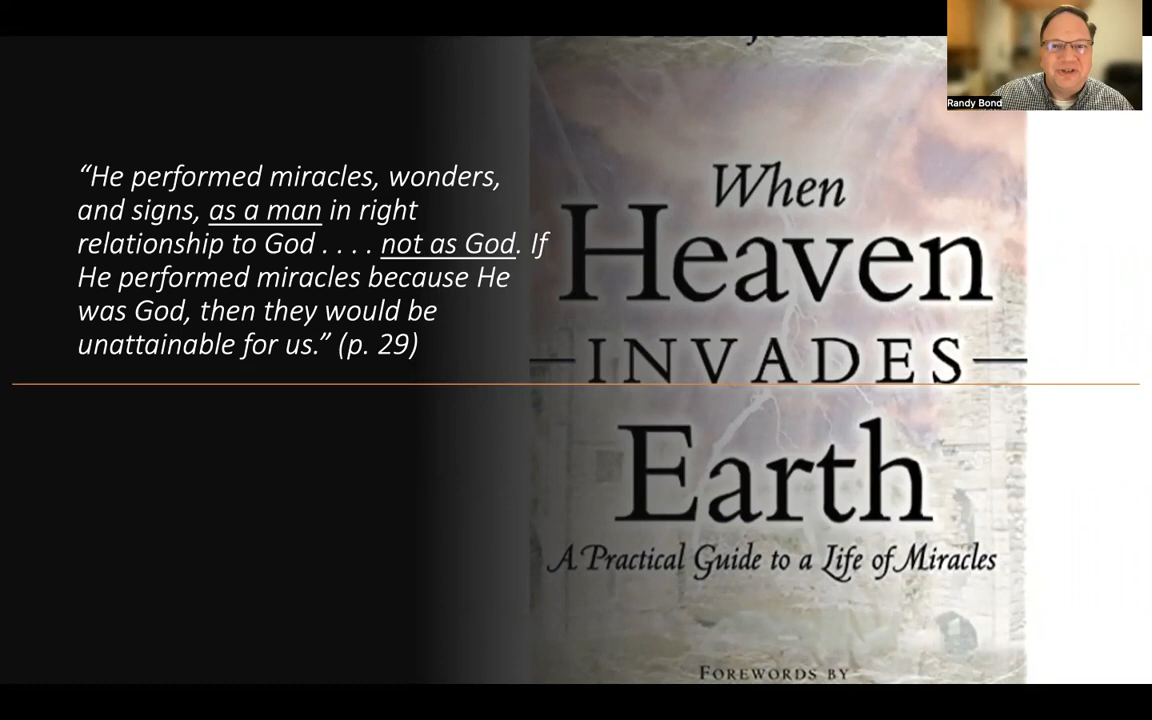 Randy Bond
“He performed miracles, wonders,
and signs, as a man in right
relationship to God . . . . not as God. If
He performed miracles because He
was God, then they would be
unattainable for us.” (p. 29)
When
Heaven
INVADES
Earth
A Practical Guide to a Life of Miracles
FOREWORDS BY